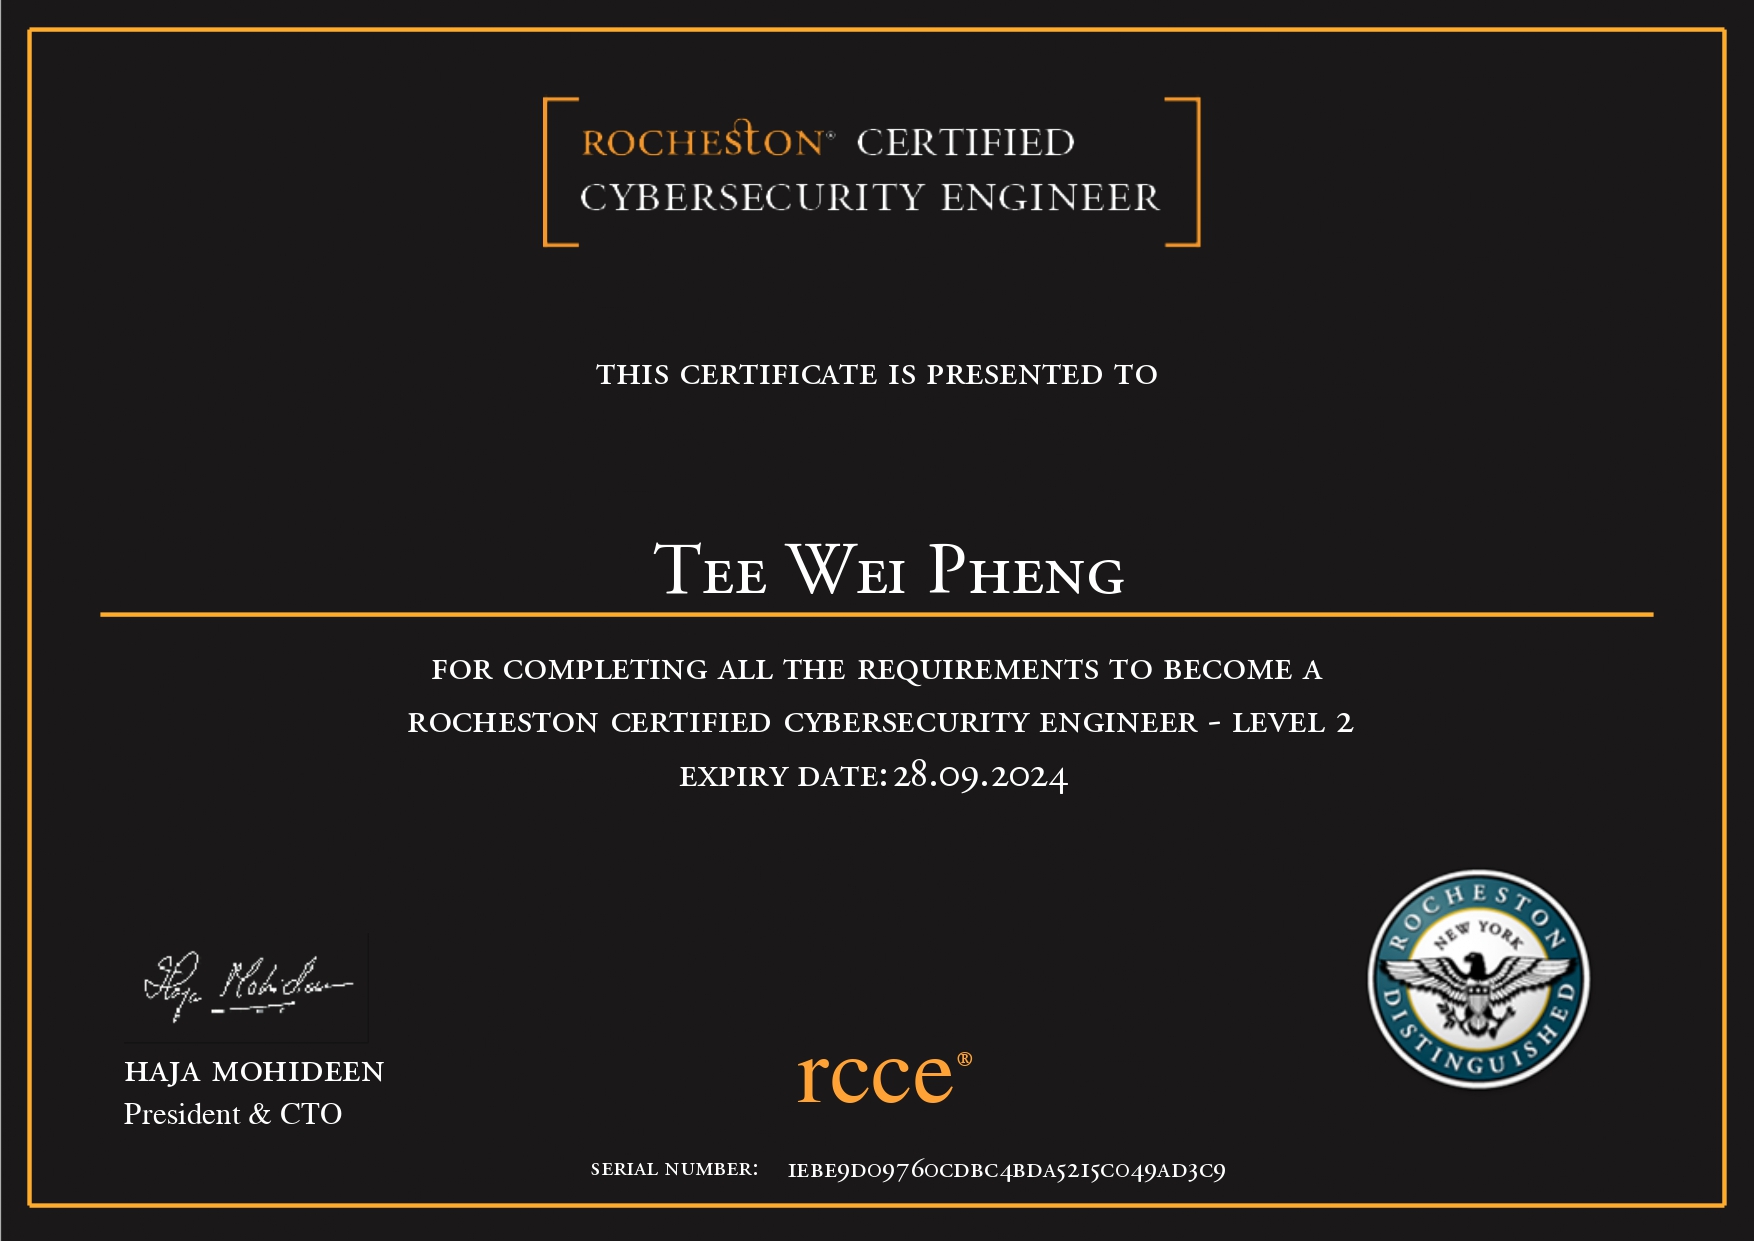 ROCHESTON® CERTIFIED
CYBERSECURITY ENGINEER
THIS CERTIFICATE IS PRESENTED TO
TEE WEI PHENG
FOR COMPLETING ALL THE REQUIREMENTS TO BECOME A
ROCHESTON CERTIFIED CYBERSECURITY ENGINEER - LEVEL 2
EXPIRY DATE: 28.09.2024
Haja Mohideen
HAJA MOHIDEEN
President & CTO
rcce®
ROCHESTON
NEW YORK
DISTINGUISHED
SERIAL NUMBER: 1EBE9D09760CDBC4BDA5215C049AD3C9